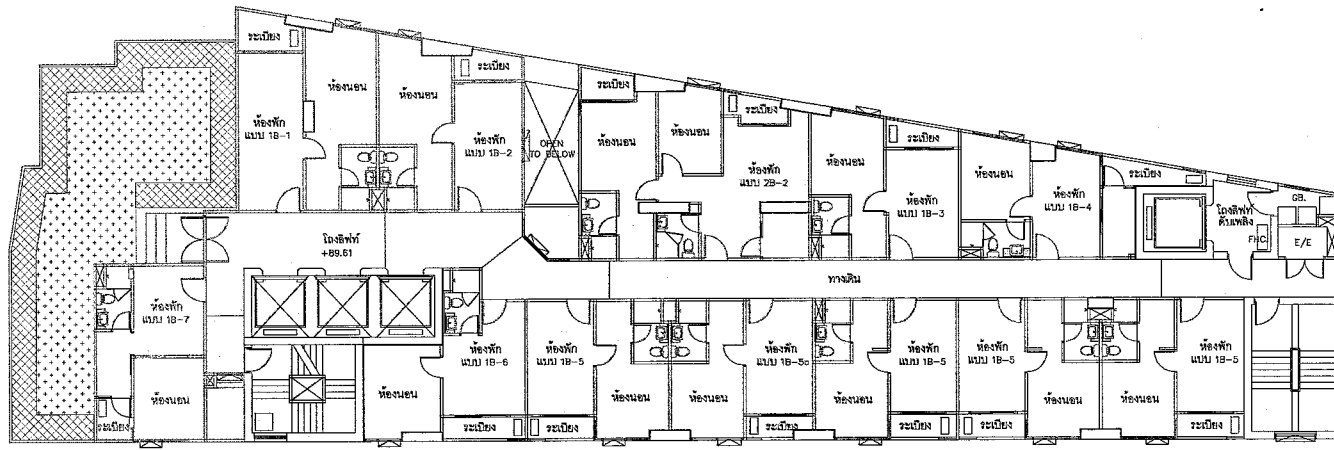 ระเบียง
ห้องนอน
ห้องนอน
ระเบียง
ห้องพัก
แบบ 1B-1
ห้องพัก
แบบ 1B-2
OPEN
TO BELOW
ระเบียง
ห้องนอน
ห้องนอน
ระเบียง
ห้องพัก
แบบ 2B-2
ห้องนอน
ระเบียง
ห้องพัก
แบบ 1B-3
ห้องนอน
ห้องพัก
แบบ 1B-4
ระเบียง
โถงลิฟท์
ดับเพลิง
GB.
FHC.
E/E
โถงลิฟท์
+89.61
ทางเดิน
ห้องพัก
แบบ 1B-7
ห้องนอน
ระเบียง
ห้องพัก
แบบ 1B-6
ห้องพัก
แบบ 1B-5
ห้องพัก
แบบ 1B-5a
ห้องพัก
แบบ 1B-5
ห้องพัก
แบบ 1B-5
ห้องพัก
แบบ 1B-5
ห้องนอน
ห้องนอน
ห้องนอน
ห้องนอน
ห้องนอน
ห้องนอน
ระเบียง
ระเบียง
ระเบียง
ระเบียง
ระเบียง
ระเบียง